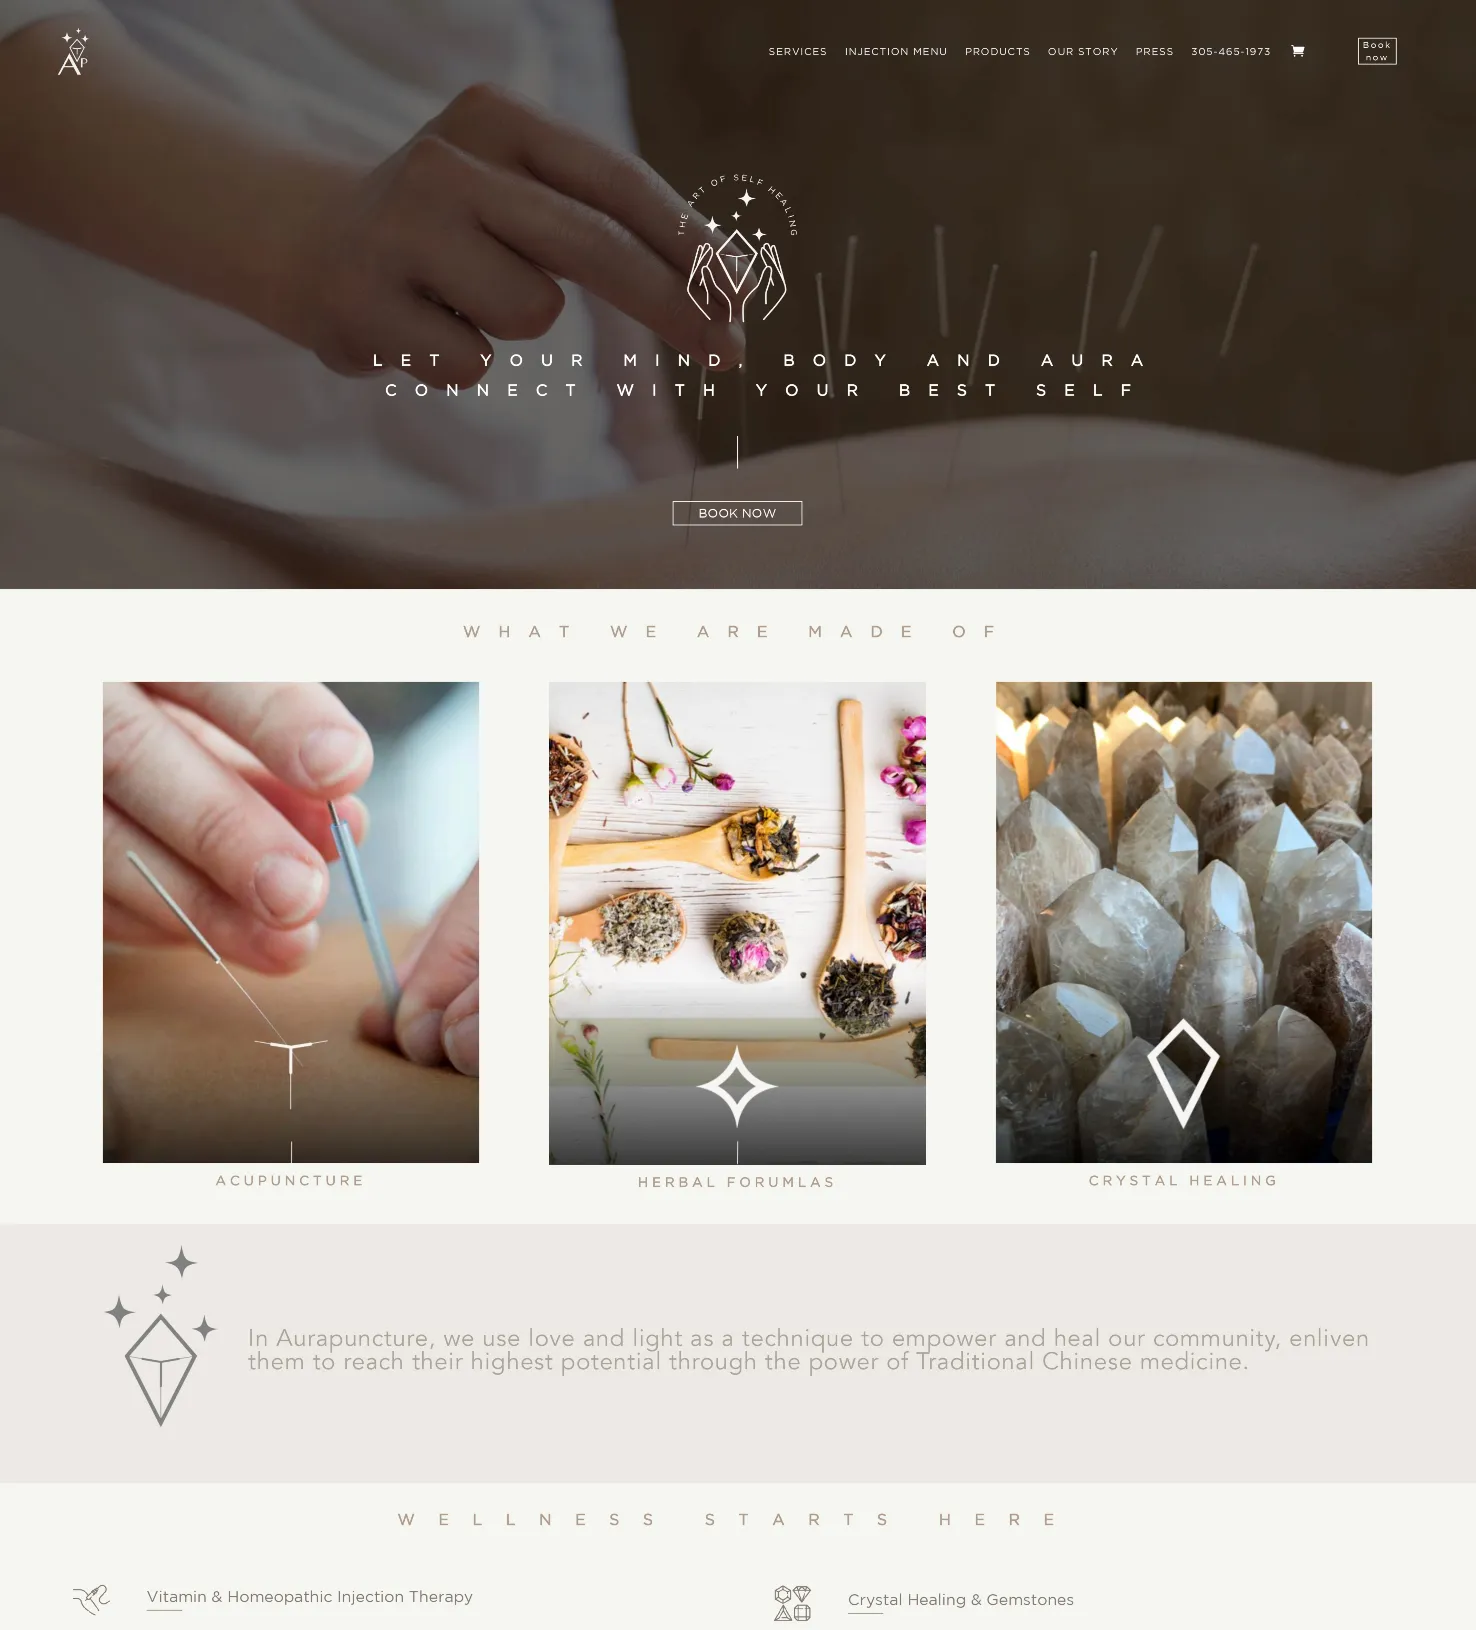 AP
SERVICES INJECTION MENU PRODUCTS OUR STORY PRESS 305-465-1973
Book
now
THE ART OF SELF HEALING
LET YOUR MIND, BODY AND AURA
CONNECT WITH YOUR BEST SELF
BOOK NOW
WHAT WE ARE MADE OF
ACUPUNCTURE
HERBAL FORUMLAS
CRYSTAL HEALING
In Aurapuncture, we use love and light as a technique to empower and heal our community, enliven
them to reach their highest potential through the power of Traditional Chinese medicine.
WELLNESS STARTS HERE
Vitamin & Homeopathic Injection Therapy
Crystal Healing & Gemstones